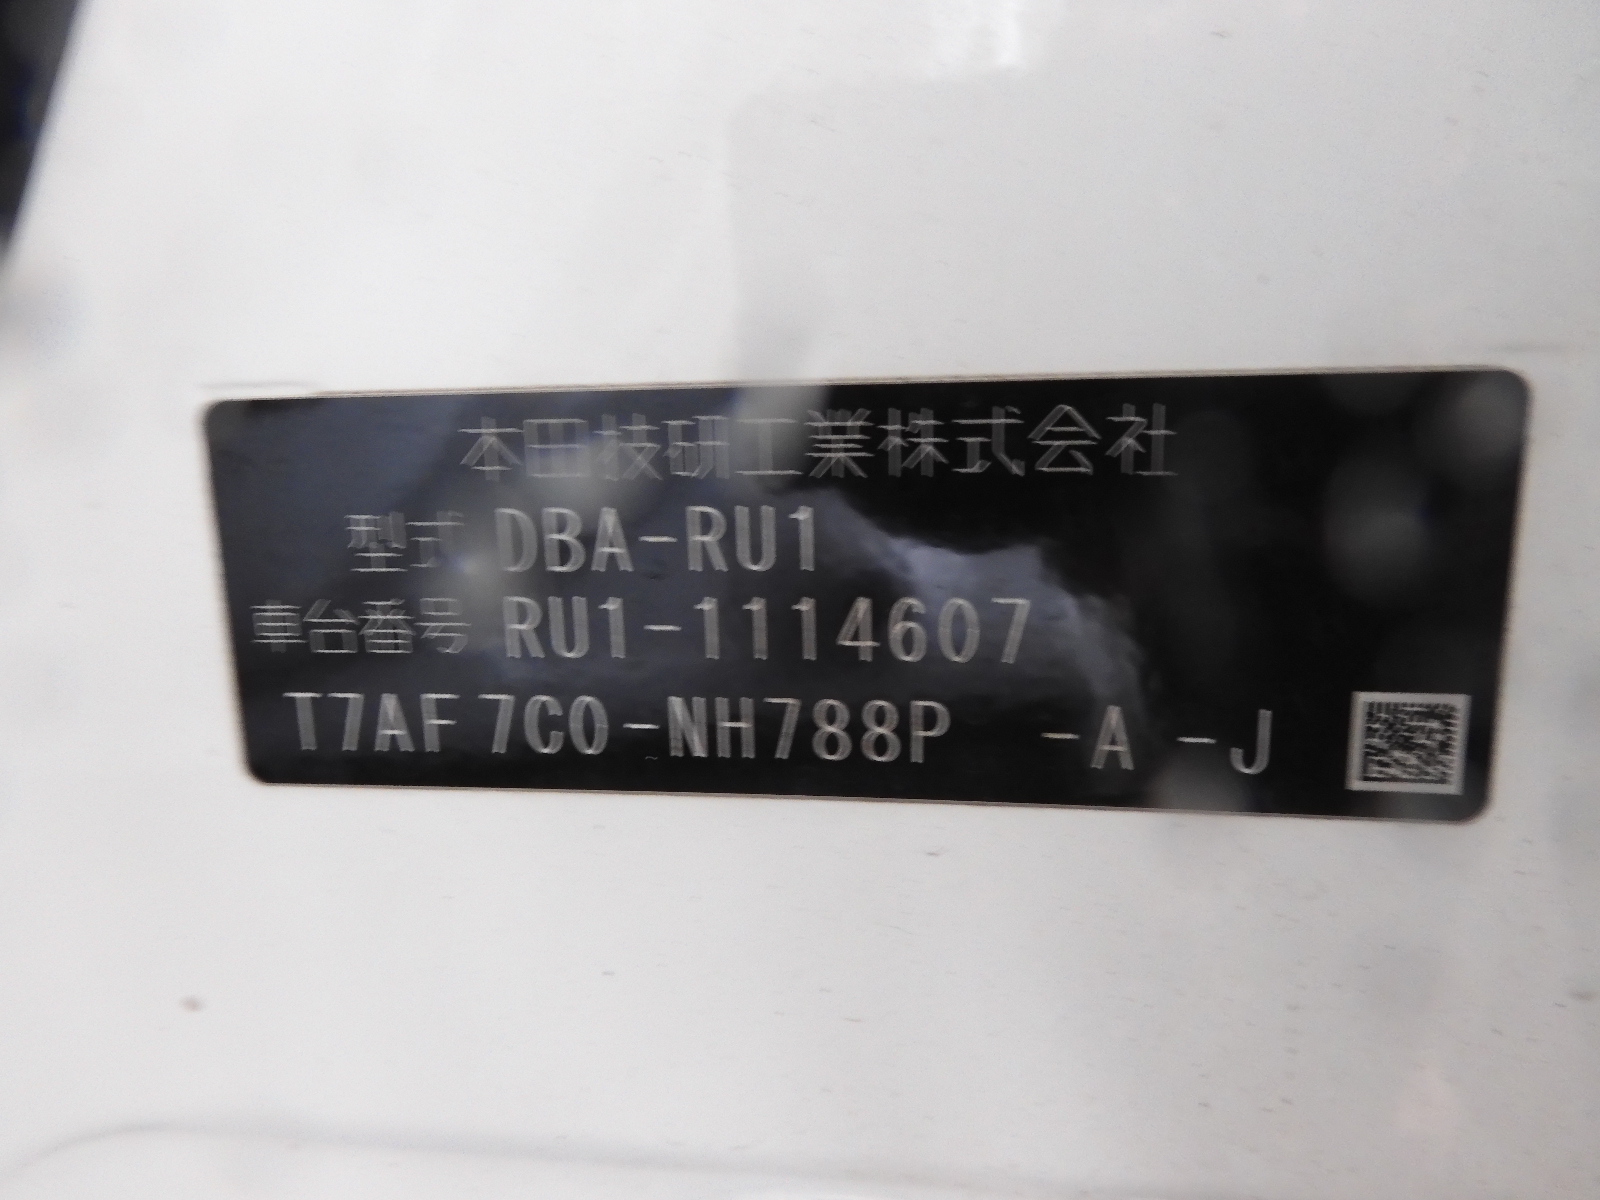 本田技研工業株式会社
型式 DBA-RU1
車台番号 RU1-1114607
T7AF 7C0-NH788P -A -J